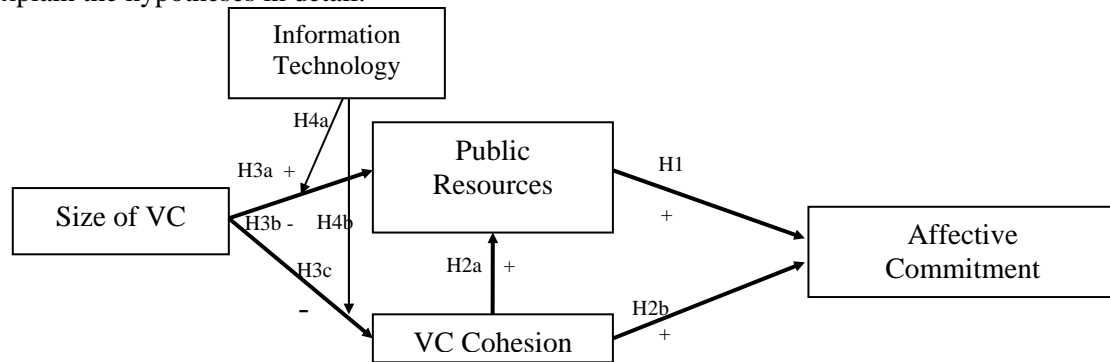 xplain the hypotheses in detail.
Information
Technology
H4a
Public
Resources
H3a +
H1
+
Size of VC
H3b -
H4b
Affective
Commitment
H3c
H2a
+
-
H2b
+
VC Cohesion